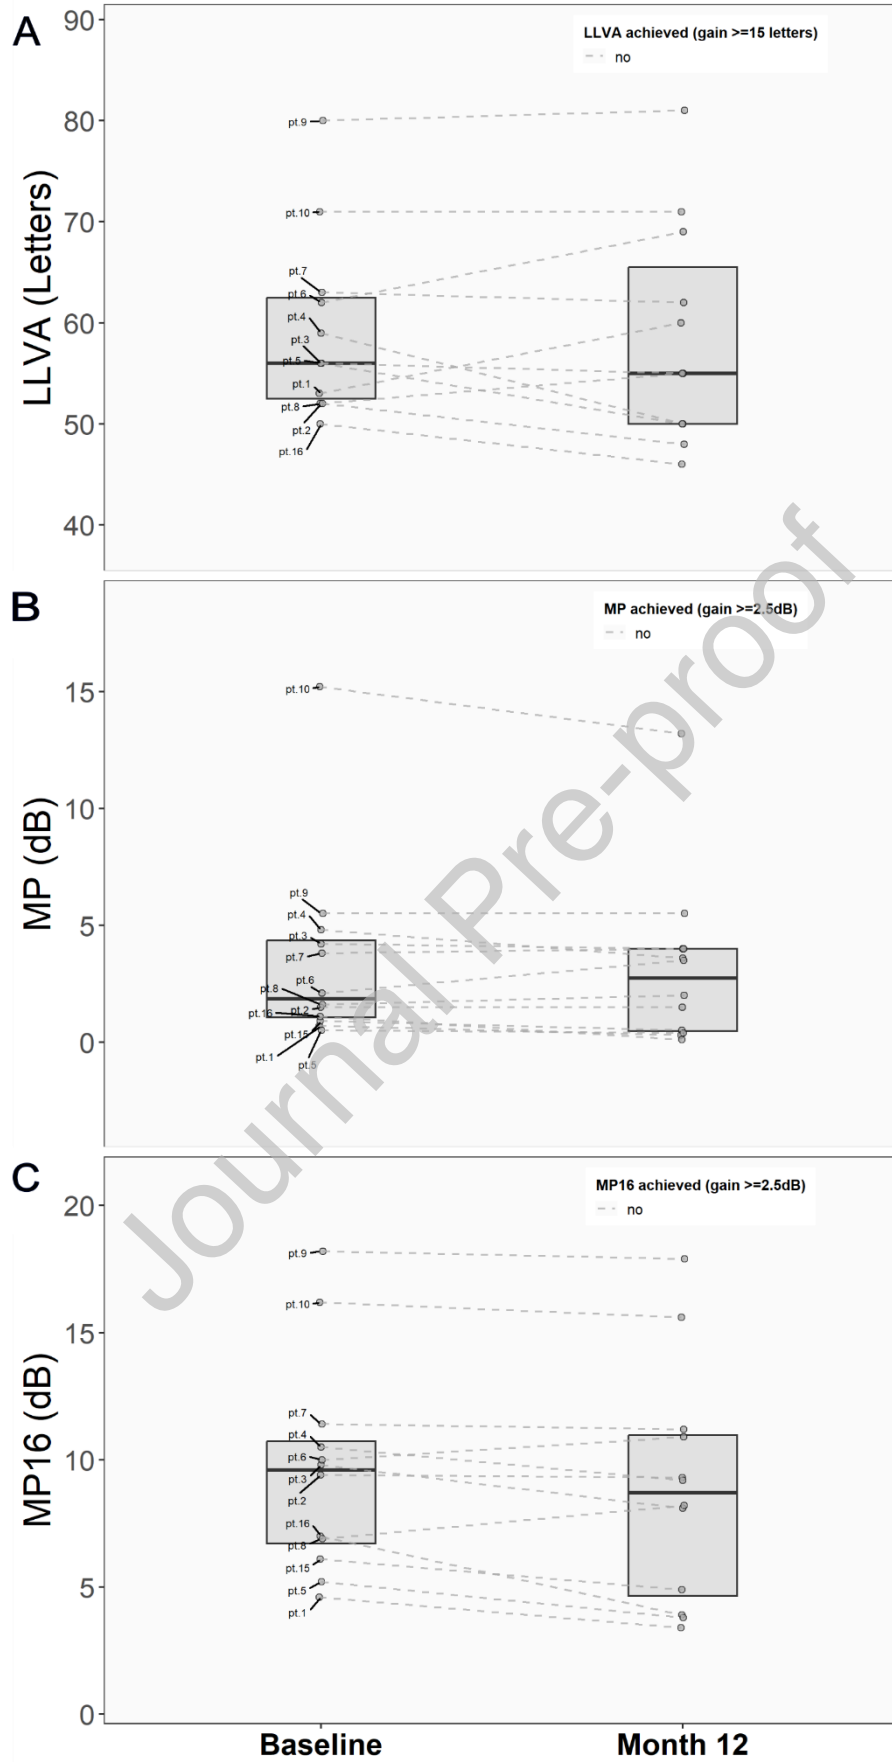 A
LLVA (Letters)
90
80
70
60
50
40
LLVA achieved (gain >=15 letters)
no
pt.9
pt.10
pt.7
pt.6
pt.4
pt.3
pt.5
pt.1
pt.8
pt.2
pt.16
B
MP (dB)
15
10
5
0
MP achieved (gain >=2.5dB)
no
pt.10
pt.9
pt.4
pt.3
pt.7
pt.6
pt.8
pt.2
pt.16
pt.15
pt.1
pt.5
C
MP16 (dB)
20
15
10
5
0
MP16 achieved (gain >=2.5dB)
no
pt.9
pt.10
pt.7
pt.4
pt.6
pt.3
pt.2
pt.16
pt.8
pt.15
pt.5
pt.1
Baseline
Month 12
Journal Pre-proof